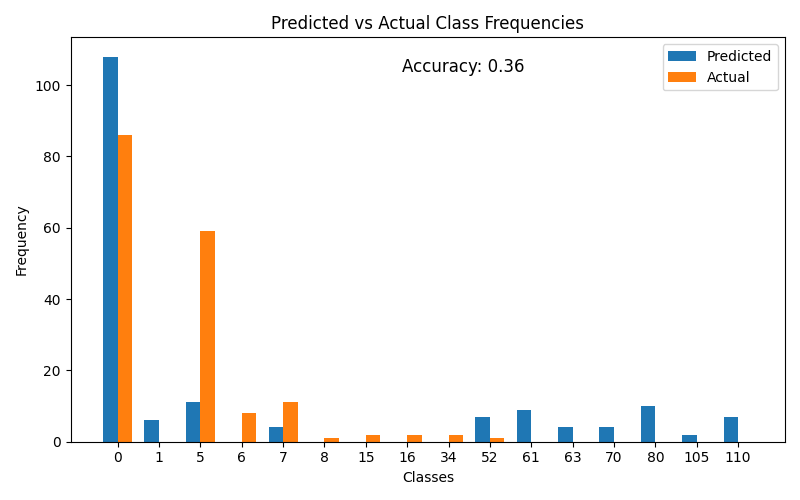 Predicted vs Actual Class Frequencies
Accuracy: 0.36
Predicted
Actual
Frequency
100
80
60
40
20
0
0 1 5 6 7 8 15 16 34 52 61 63 70 80 105 110
Classes